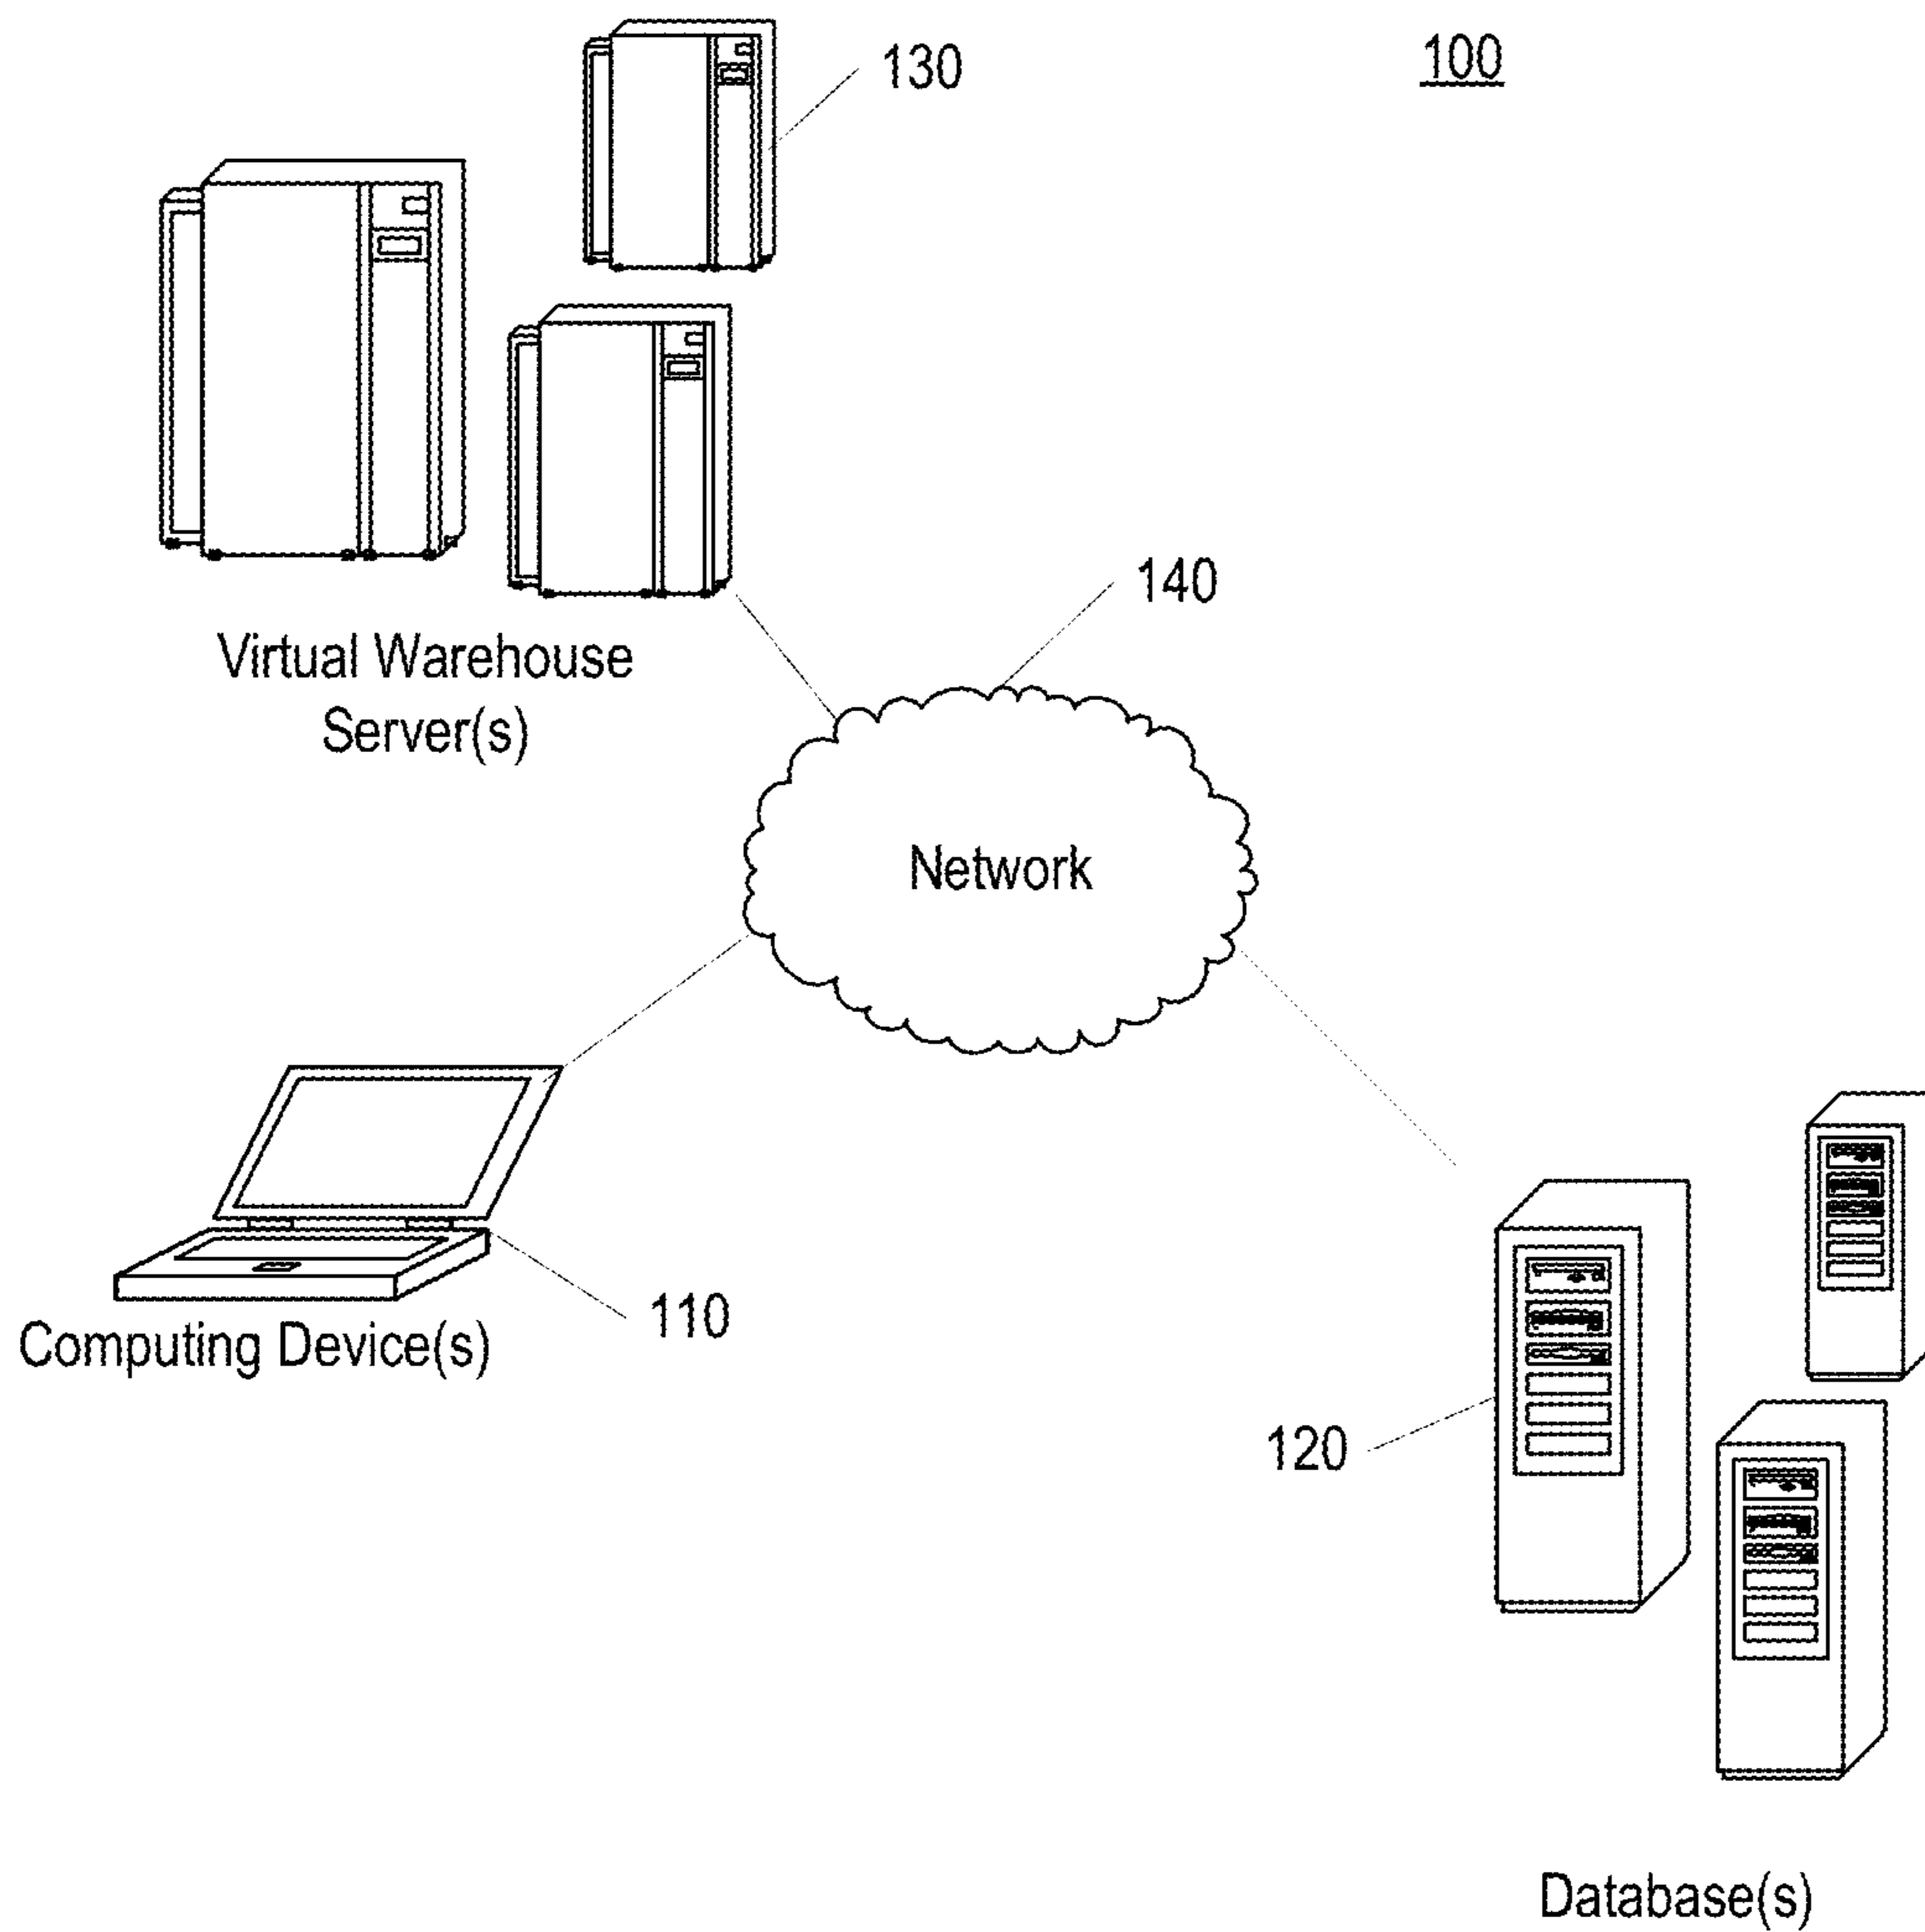 130
100
140
Virtual Warehouse
Server(s)
Network
110
Computing Device(s)
120
Database(s)